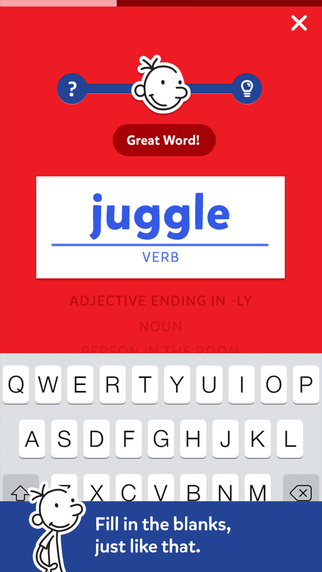 ?
Great Word!
juggle
VERB
ADJECTIVE ENDING IN -LY
NOUN
PERSON IN THE ROOM
Q W E R T Y U I O P
A S D F G H J K L
Z X C V B N M
Fill in the blanks,
just like that.